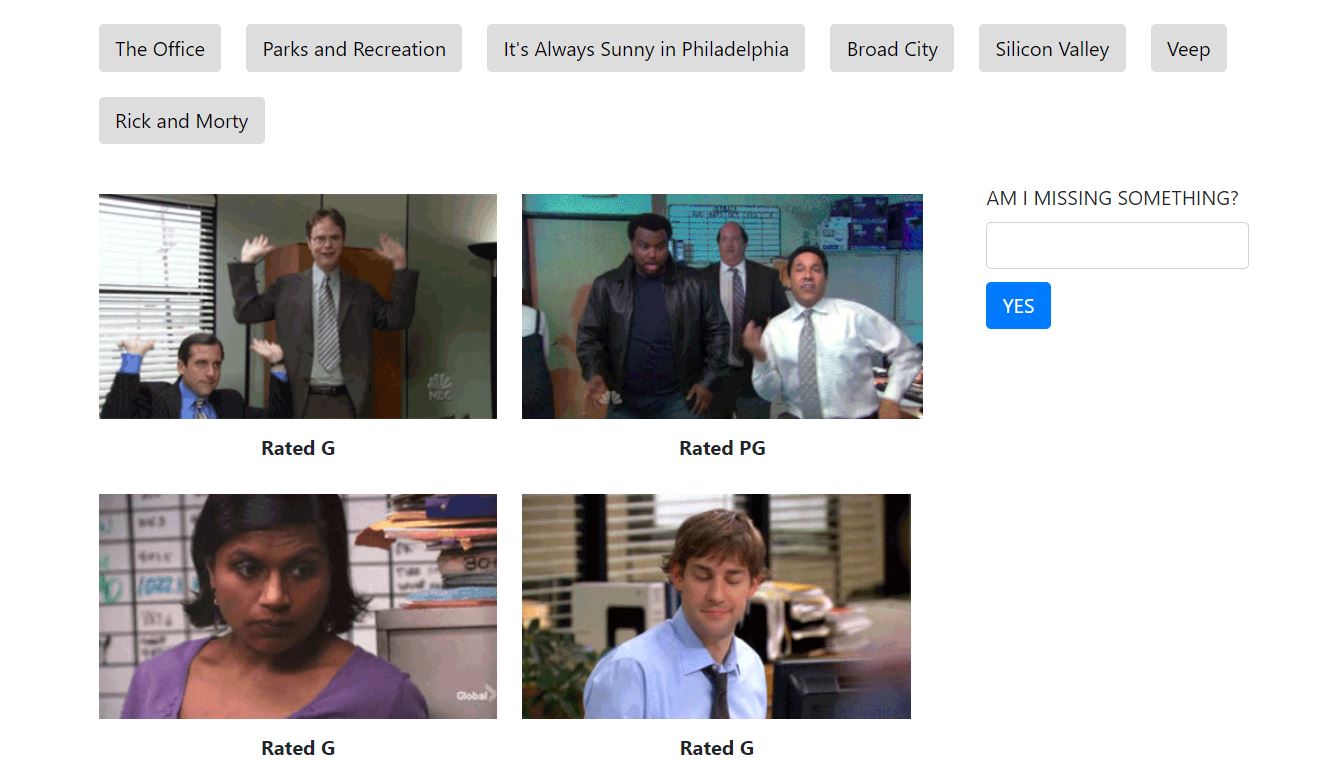 The Office Parks and Recreation It's Always Sunny in Philadelphia Broad City Silicon Valley Veep
Rick and Morty
AM I MISSING SOMETHING?
YES
NBC
Rated G Rated PG
Global
Rated G Rated G